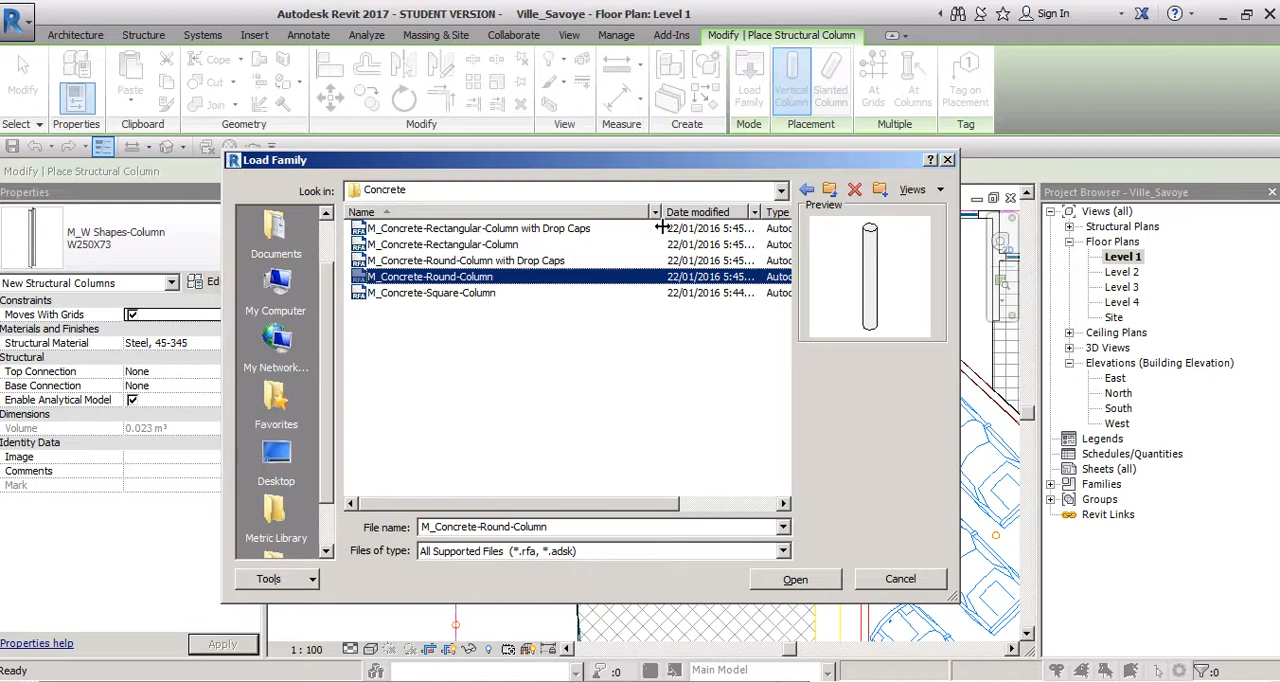 Autodesk Revit 2017 - STUDENT VERSION - Ville_Savoye - Floor Plan: Level 1
Sign In
Architecture Structure Systems Insert Annotate Analyze Massing & Site Collaborate View Manage Add-Ins Modify | Place Structural Column
Modify Paste Cope Cut Join Load Family Vertical Column Slanted Column At Grids At Columns Tag on Placement
Select Properties Clipboard Geometry Modify View Measure Create Mode Placement Multiple Tag
Modify | Place Structural Column
Properties
M_W Shapes-Column
W250X73
New Structural Columns Ed
Constraints
Moves With Grids
Materials and Finishes
Structural Material Steel, 45-345
Structural
Top Connection None
Base Connection None
Enable Analytical Model
Dimensions
Volume 0.023 m³
Identity Data
Image
Comments
Mark
Properties help Apply
Ready
Load Family
Look in: Concrete Views
Name Date modified Type
M_Concrete-Rectangular-Column with Drop Caps 22/01/2016 5:45... Autoc
M_Concrete-Rectangular-Column 22/01/2016 5:45... Autoc
M_Concrete-Round-Column with Drop Caps 22/01/2016 5:45... Autoc
M_Concrete-Round-Column 22/01/2016 5:45... Autoc
M_Concrete-Square-Column 22/01/2016 5:44... Autoc
Preview
Documents
My Computer
My Network...
Favorites
Desktop
Metric Library
File name: M_Concrete-Round-Column
Files of type: All Supported Files (*.rfa, *.adsk)
Tools Open Cancel
Project Browser - Ville_Savoye
Views (all)
Structural Plans
Floor Plans
Level 1
Level 2
Level 3
Level 4
Site
Ceiling Plans
3D Views
Elevations (Building Elevation)
East
North
South
West
Legends
Schedules/Quantities
Sheets (all)
Families
Groups
Revit Links
1 : 100
:0 Main Model :0